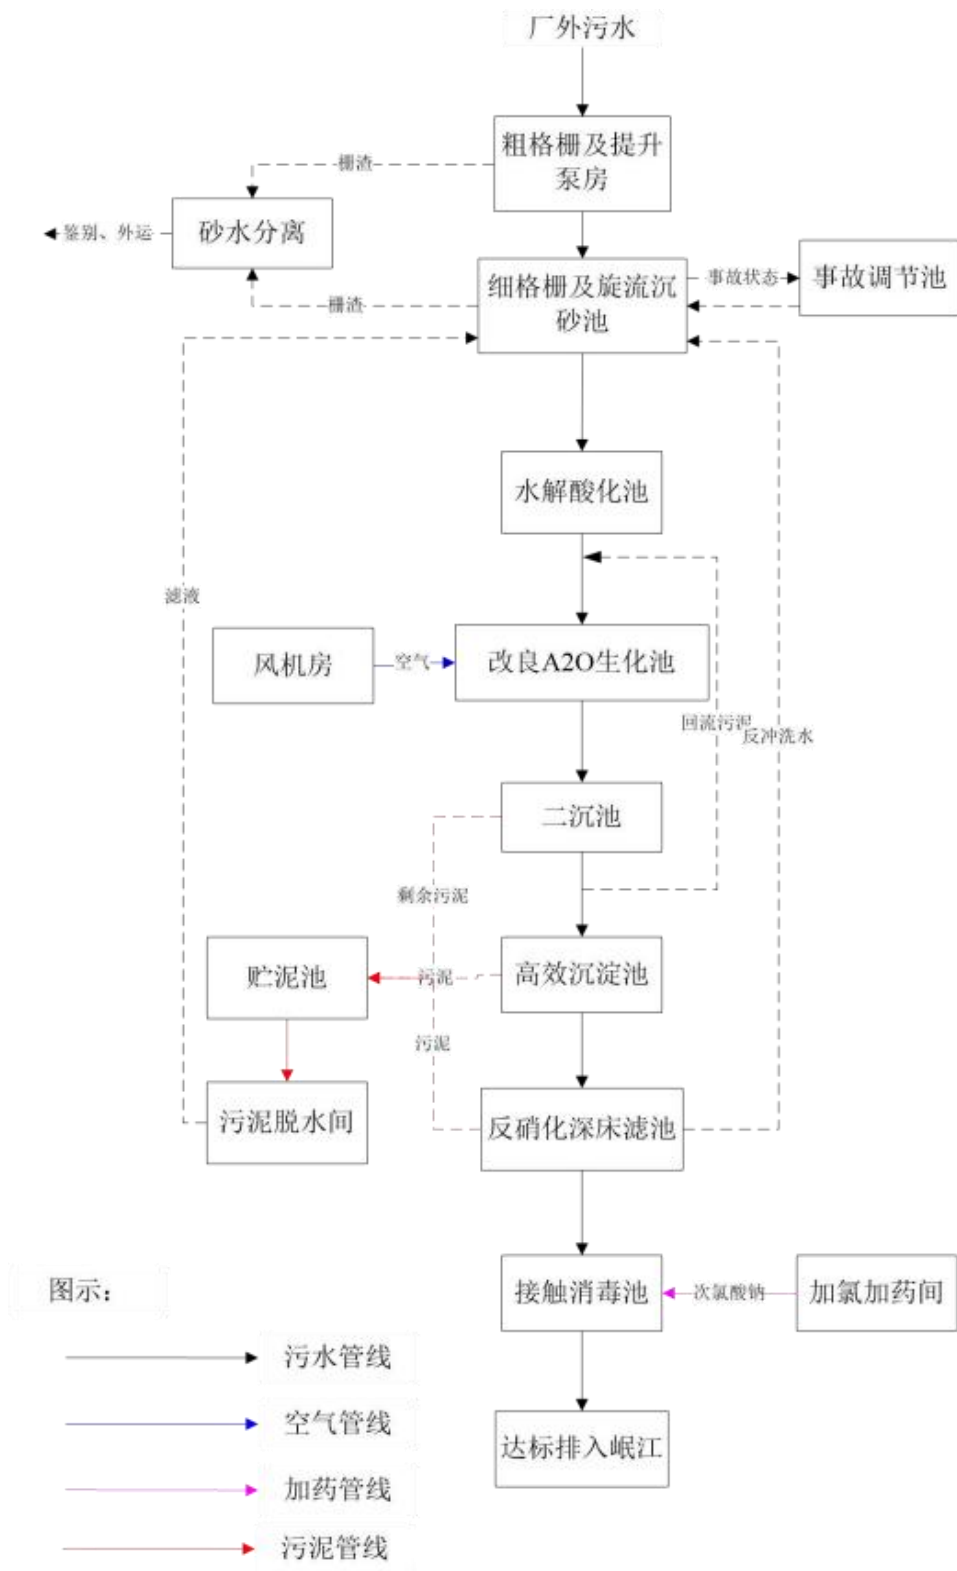 厂外污水
粗格栅及提升
泵房
栅渣
砂水分离
鉴别、外运
细格栅及旋流沉
砂池
事故状态
事故调节池
栅渣
水解酸化池
滤液
风机房
空气
改良A2O生化池
回流污泥
反冲洗水
二沉池
剩余污泥
贮泥池
污泥
高效沉淀池
污泥
污泥脱水间
反硝化深床滤池
图示：
接触消毒池
次氯酸钠
加氯加药间
污水管线
空气管线
达标排入岷江
加药管线
污泥管线